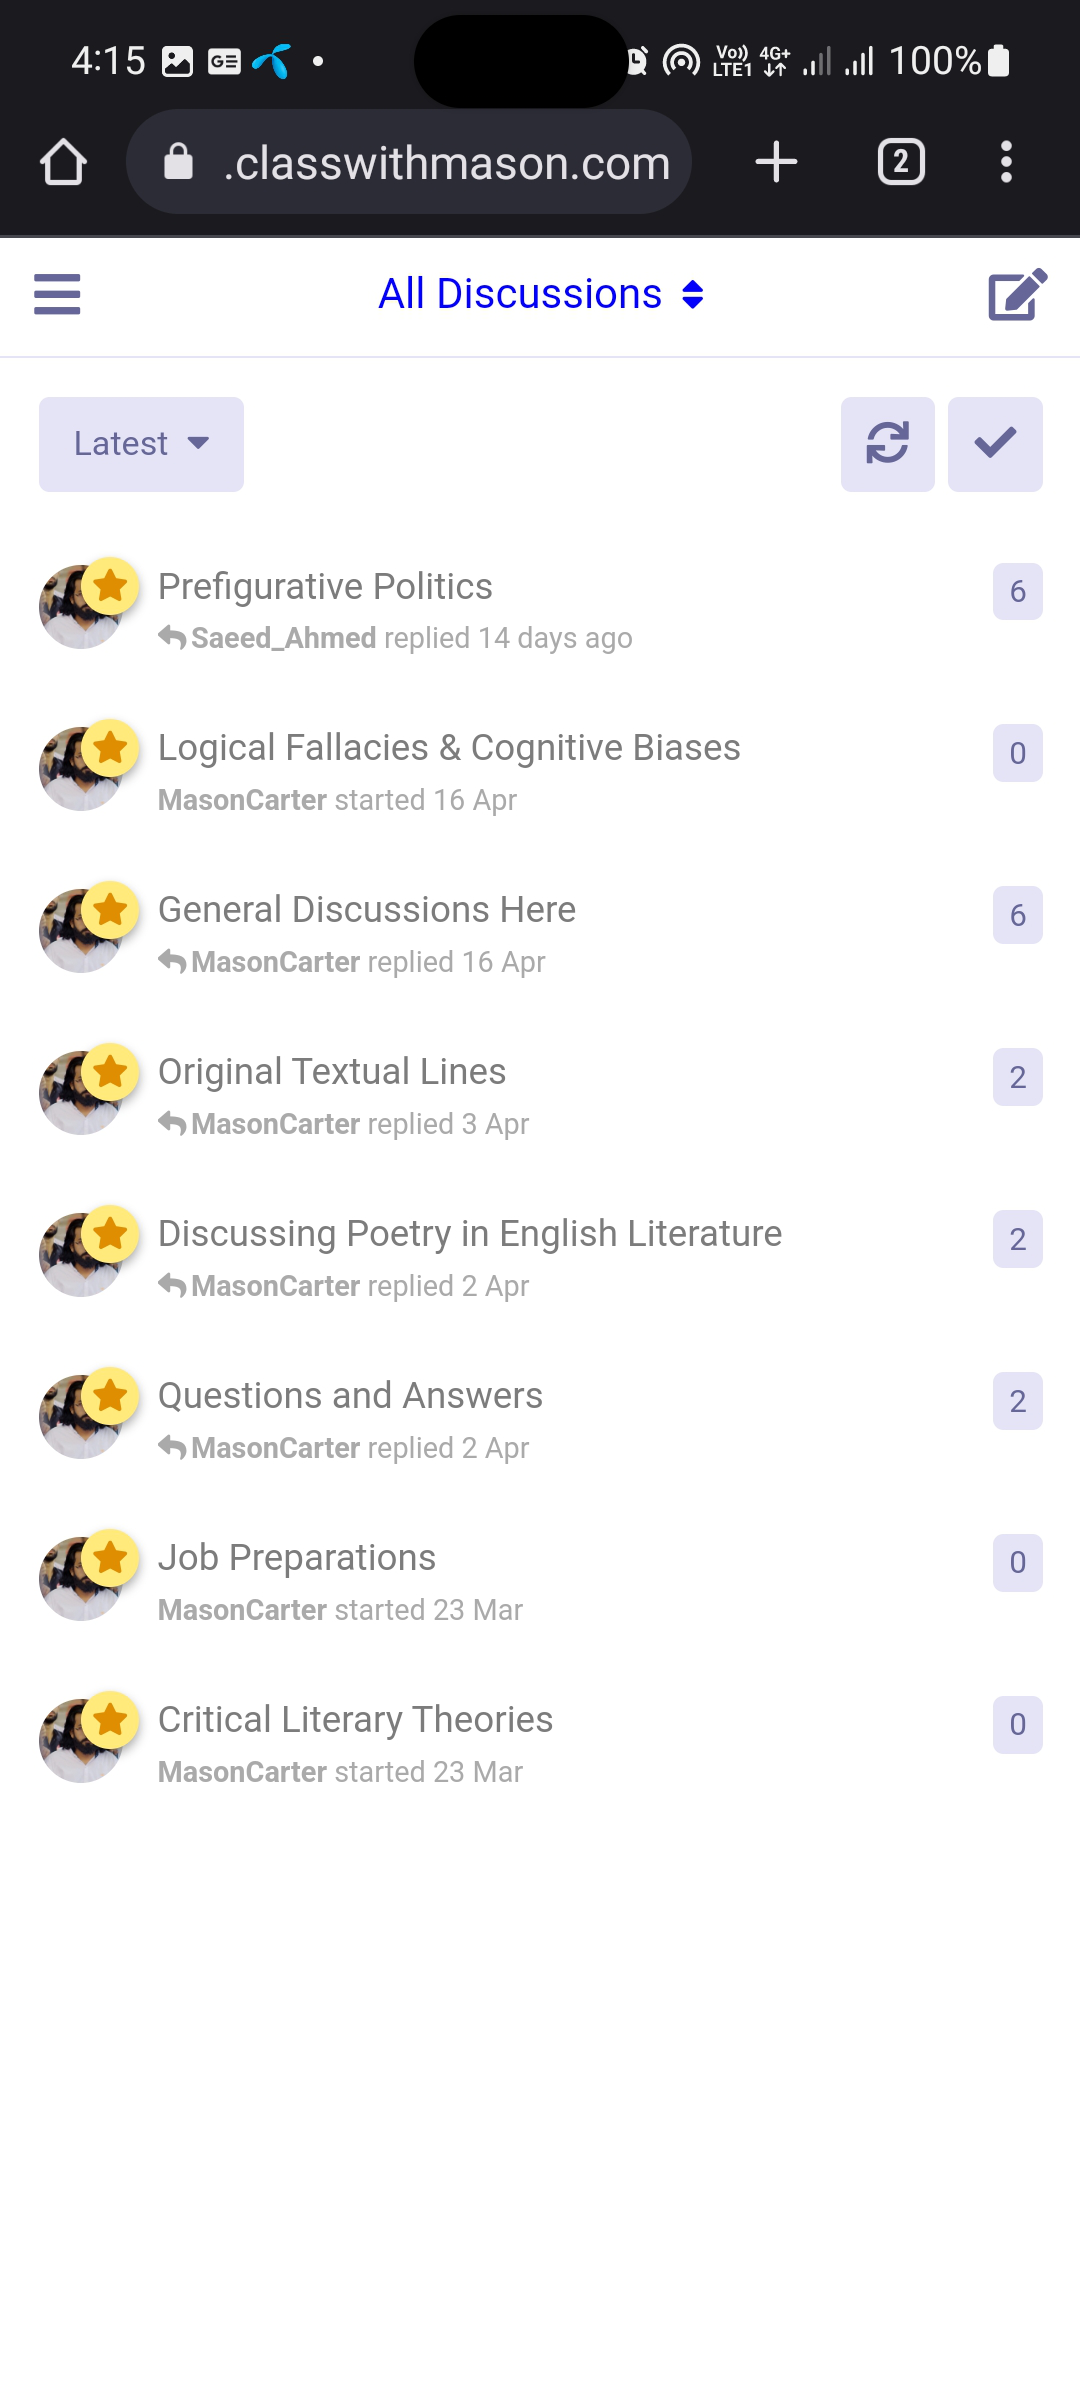 4:15 GE Vo)) LTE1 4G+ 100%
.classwithmason.com 2
All Discussions
Latest
Prefigurative Politics 6
Saeed_Ahmed replied 14 days ago
Logical Fallacies & Cognitive Biases 0
MasonCarter started 16 Apr
General Discussions Here 6
MasonCarter replied 16 Apr
Original Textual Lines 2
MasonCarter replied 3 Apr
Discussing Poetry in English Literature 2
MasonCarter replied 2 Apr
Questions and Answers 2
MasonCarter replied 2 Apr
Job Preparations 0
MasonCarter started 23 Mar
Critical Literary Theories 0
MasonCarter started 23 Mar